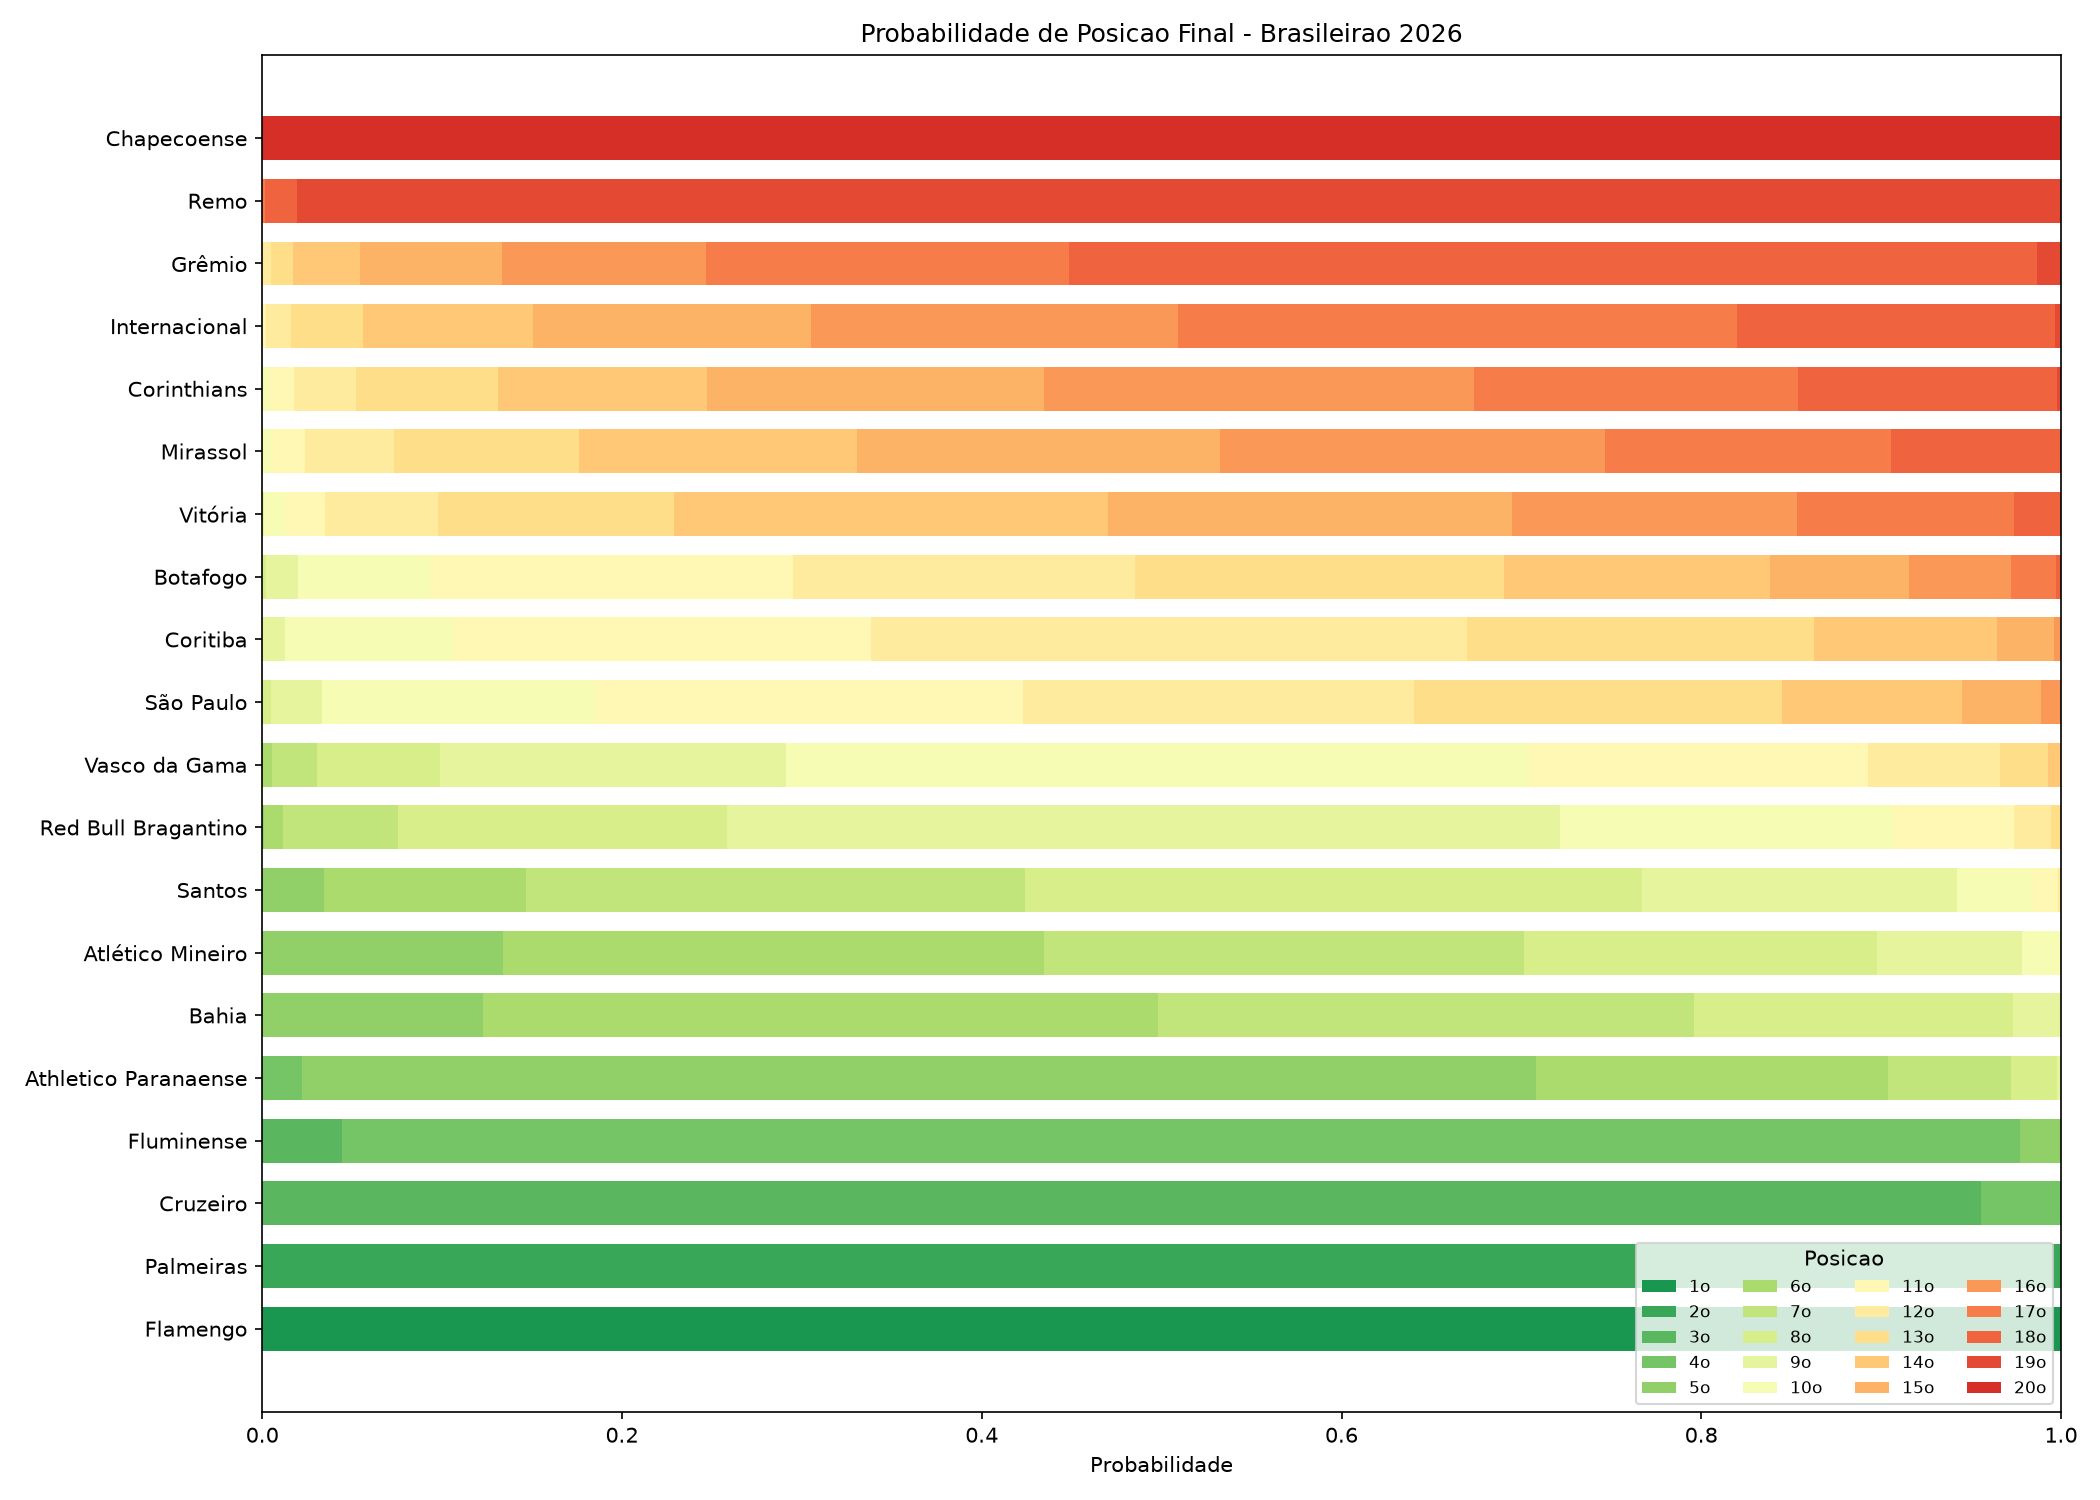 Probabilidade de Posicao Final - Brasileirao 2026
Chapecoense
Remo
Grêmio
Internacional
Corinthians
Mirassol
Vitória
Botafogo
Coritiba
São Paulo
Vasco da Gama
Red Bull Bragantino
Santos
Atlético Mineiro
Bahia
Athletico Paranaense
Fluminense
Cruzeiro
Palmeiras
Flamengo
Posicao
1o 6o 11o 16o
2o 7o 12o 17o
3o 8o 13o 18o
4o 9o 14o 19o
5o 10o 15o 20o
0.0 0.2 0.4 0.6 0.8 1.0
Probabilidade